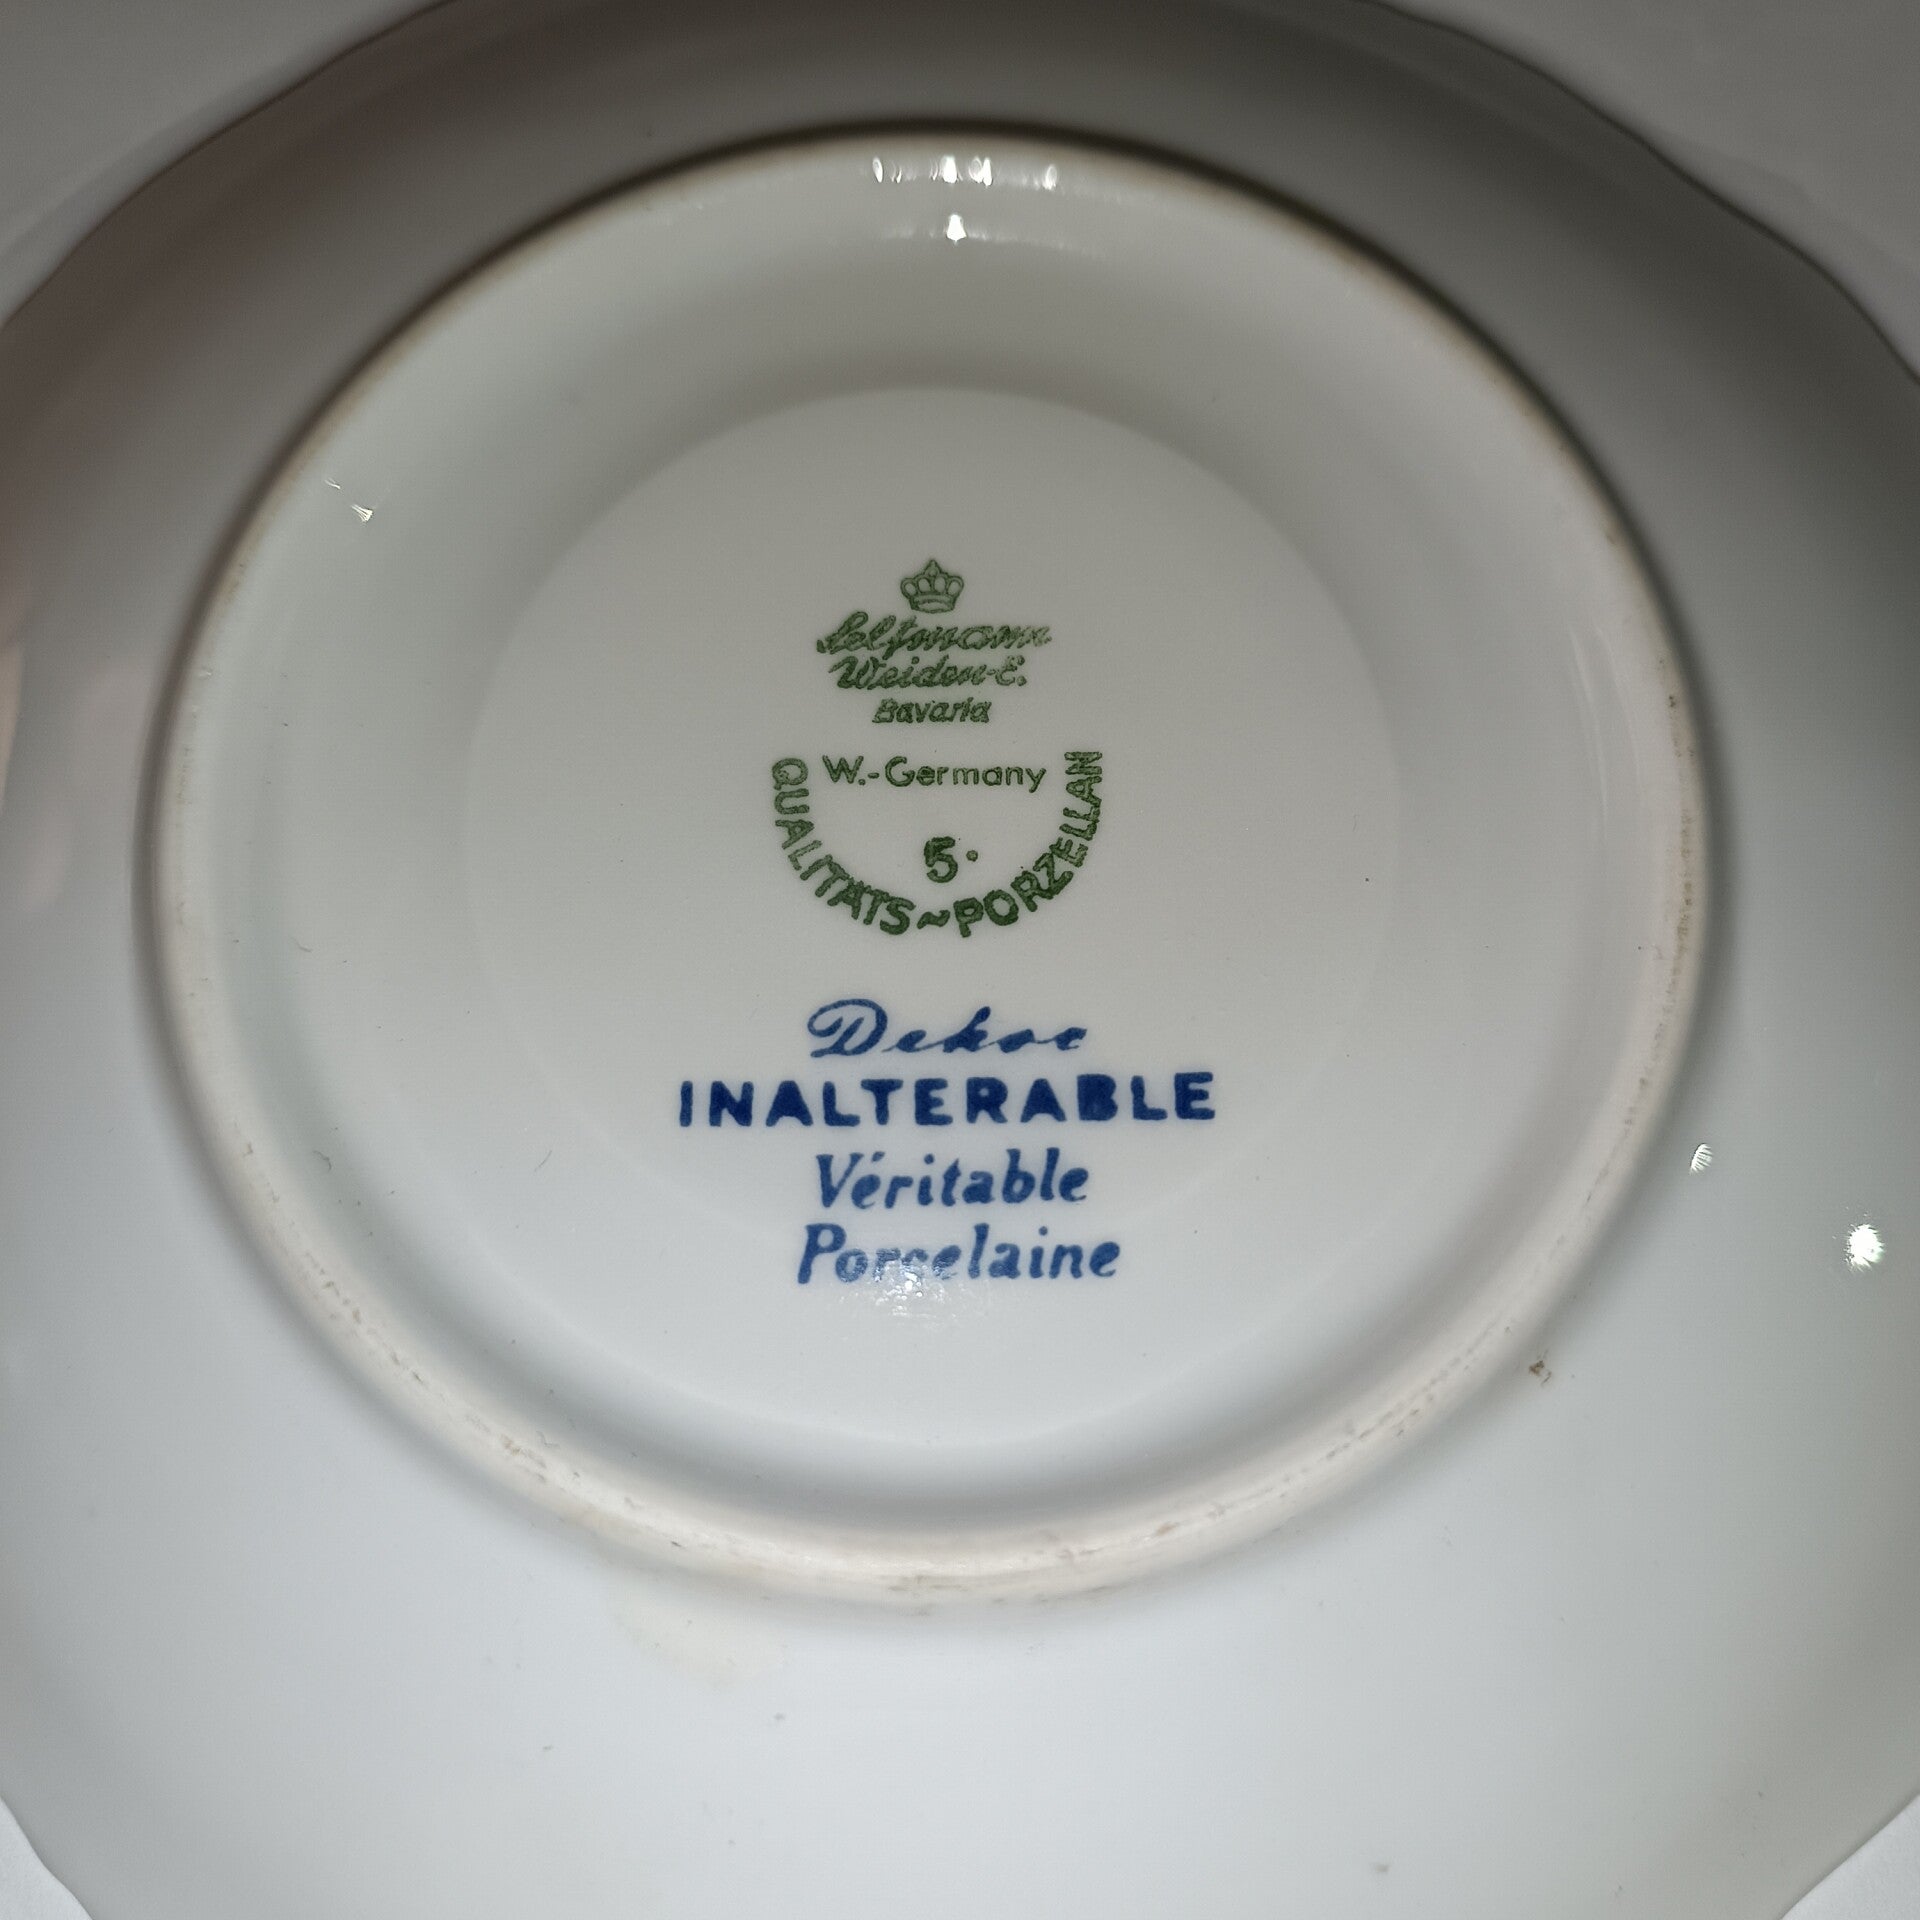 Seltmann
Weiden-E.
Bavaria
W.-Germany
5.
QUALITÄTS~PORZELLAN
Dekor
INALTERABLE
Véritable
Porcelaine